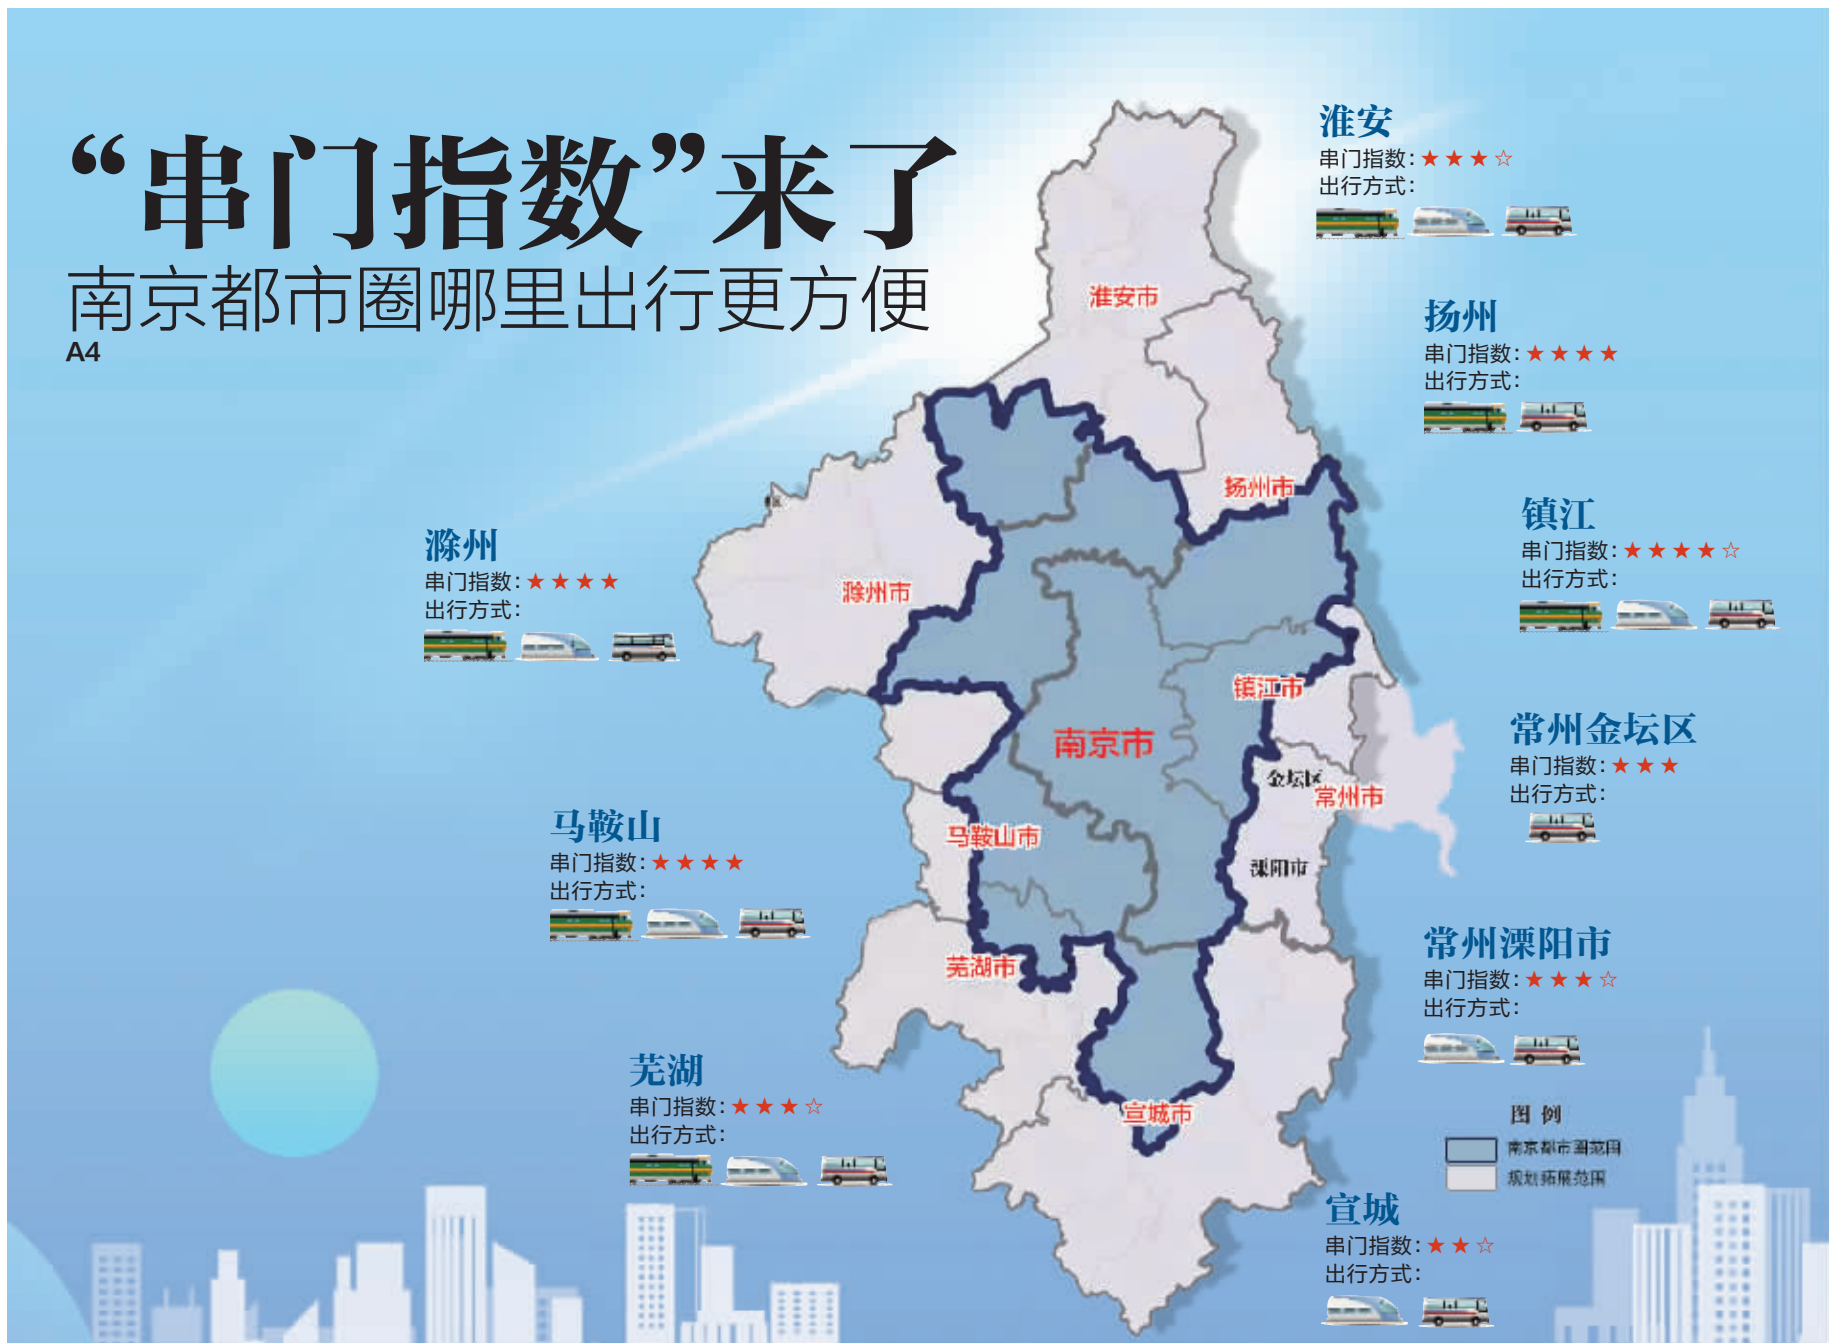 “串门指数”来了
南京都市圈哪里出行更方便
A4
淮安
串门指数：★★★☆
出行方式：
扬州
串门指数：★★★★
出行方式：
镇江
串门指数：★★★★☆
出行方式：
常州金坛区
串门指数：★★★
出行方式：
常州溧阳市
串门指数：★★★☆
出行方式：
宣城
串门指数：★★☆
出行方式：
滁州
串门指数：★★★★
出行方式：
马鞍山
串门指数：★★★★
出行方式：
芜湖
串门指数：★★★☆
出行方式：
淮安市
扬州市
滁州市
镇江市
南京市
金坛区
常州市
马鞍山市
溧阳市
芜湖市
宣城市
图例
南京都市圈范围
规划拓展范围